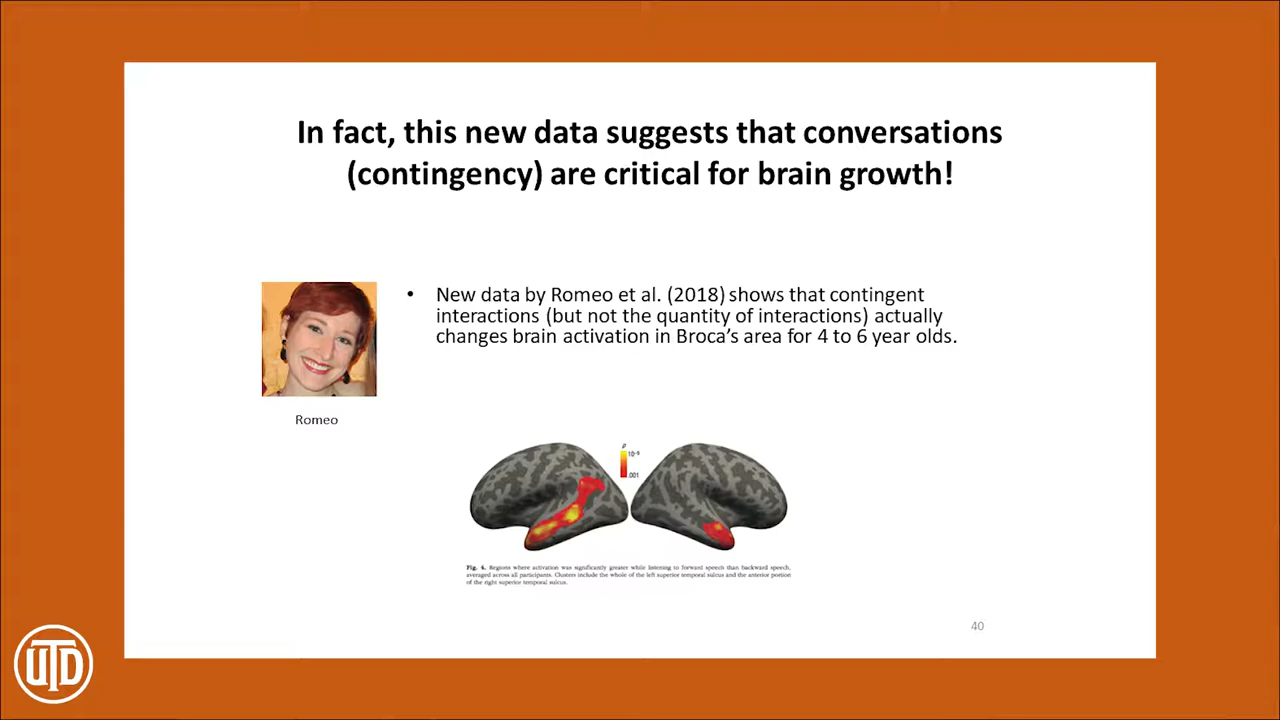 In fact, this new data suggests that conversations
(contingency) are critical for brain growth!
• New data by Romeo et al. (2018) shows that contingent
interactions (but not the quantity of interactions) actually
changes brain activation in Broca’s area for 4 to 6 year olds.
Romeo
p
10⁻⁶
.001
Fig. 4. Regions where activation was significantly greater while listening to forward speech than backward speech,
averaged across all participants. Clusters include the whole of the left superior temporal sulcus and the anterior portion
of the right superior temporal sulcus.
40
UTD